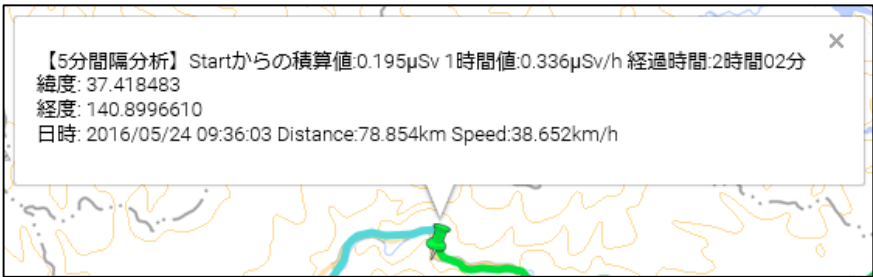 【5分間隔分析】Startからの積算値:0.195μSv 1時間値:0.336μSv/h 経過時間:2時間02分
緯度: 37.418483
経度: 140.8996610
日時: 2016/05/24 09:36:03 Distance:78.854km Speed:38.652km/h